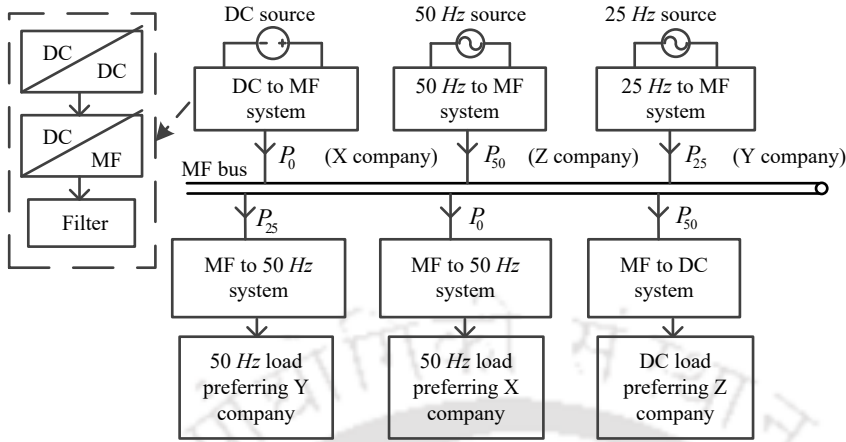 DC source
50 Hz source
25 Hz source
DC
DC
DC to MF
system
50 Hz to MF
system
25 Hz to MF
system
DC
MF
Filter
P0
(X company)
P50
(Z company)
P25
(Y company)
MF bus
P25
P0
P50
MF to 50 Hz
system
MF to 50 Hz
system
MF to DC
system
50 Hz load
preferring Y
company
50 Hz load
preferring X
company
DC load
preferring Z
company